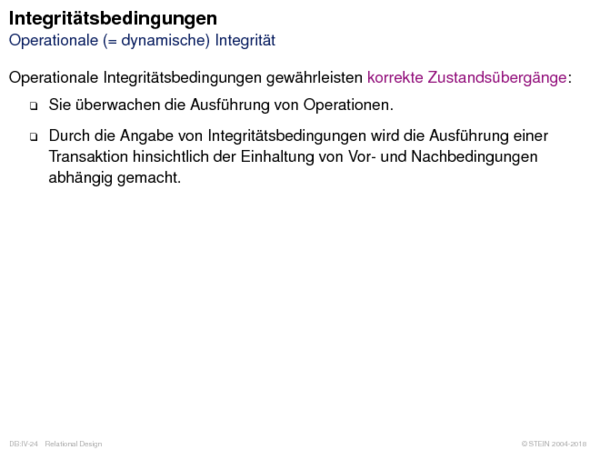 Integritätsbedingungen
Operationale (= dynamische) Integrität
Operationale Integritätsbedingungen gewährleisten korrekte Zustandsübergänge:
❑ Sie überwachen die Ausführung von Operationen.
❑ Durch die Angabe von Integritätsbedingungen wird die Ausführung einer
Transaktion hinsichtlich der Einhaltung von Vor- und Nachbedingungen
abhängig gemacht.
DB:IV-24 Relational Design © STEIN 2004-2018